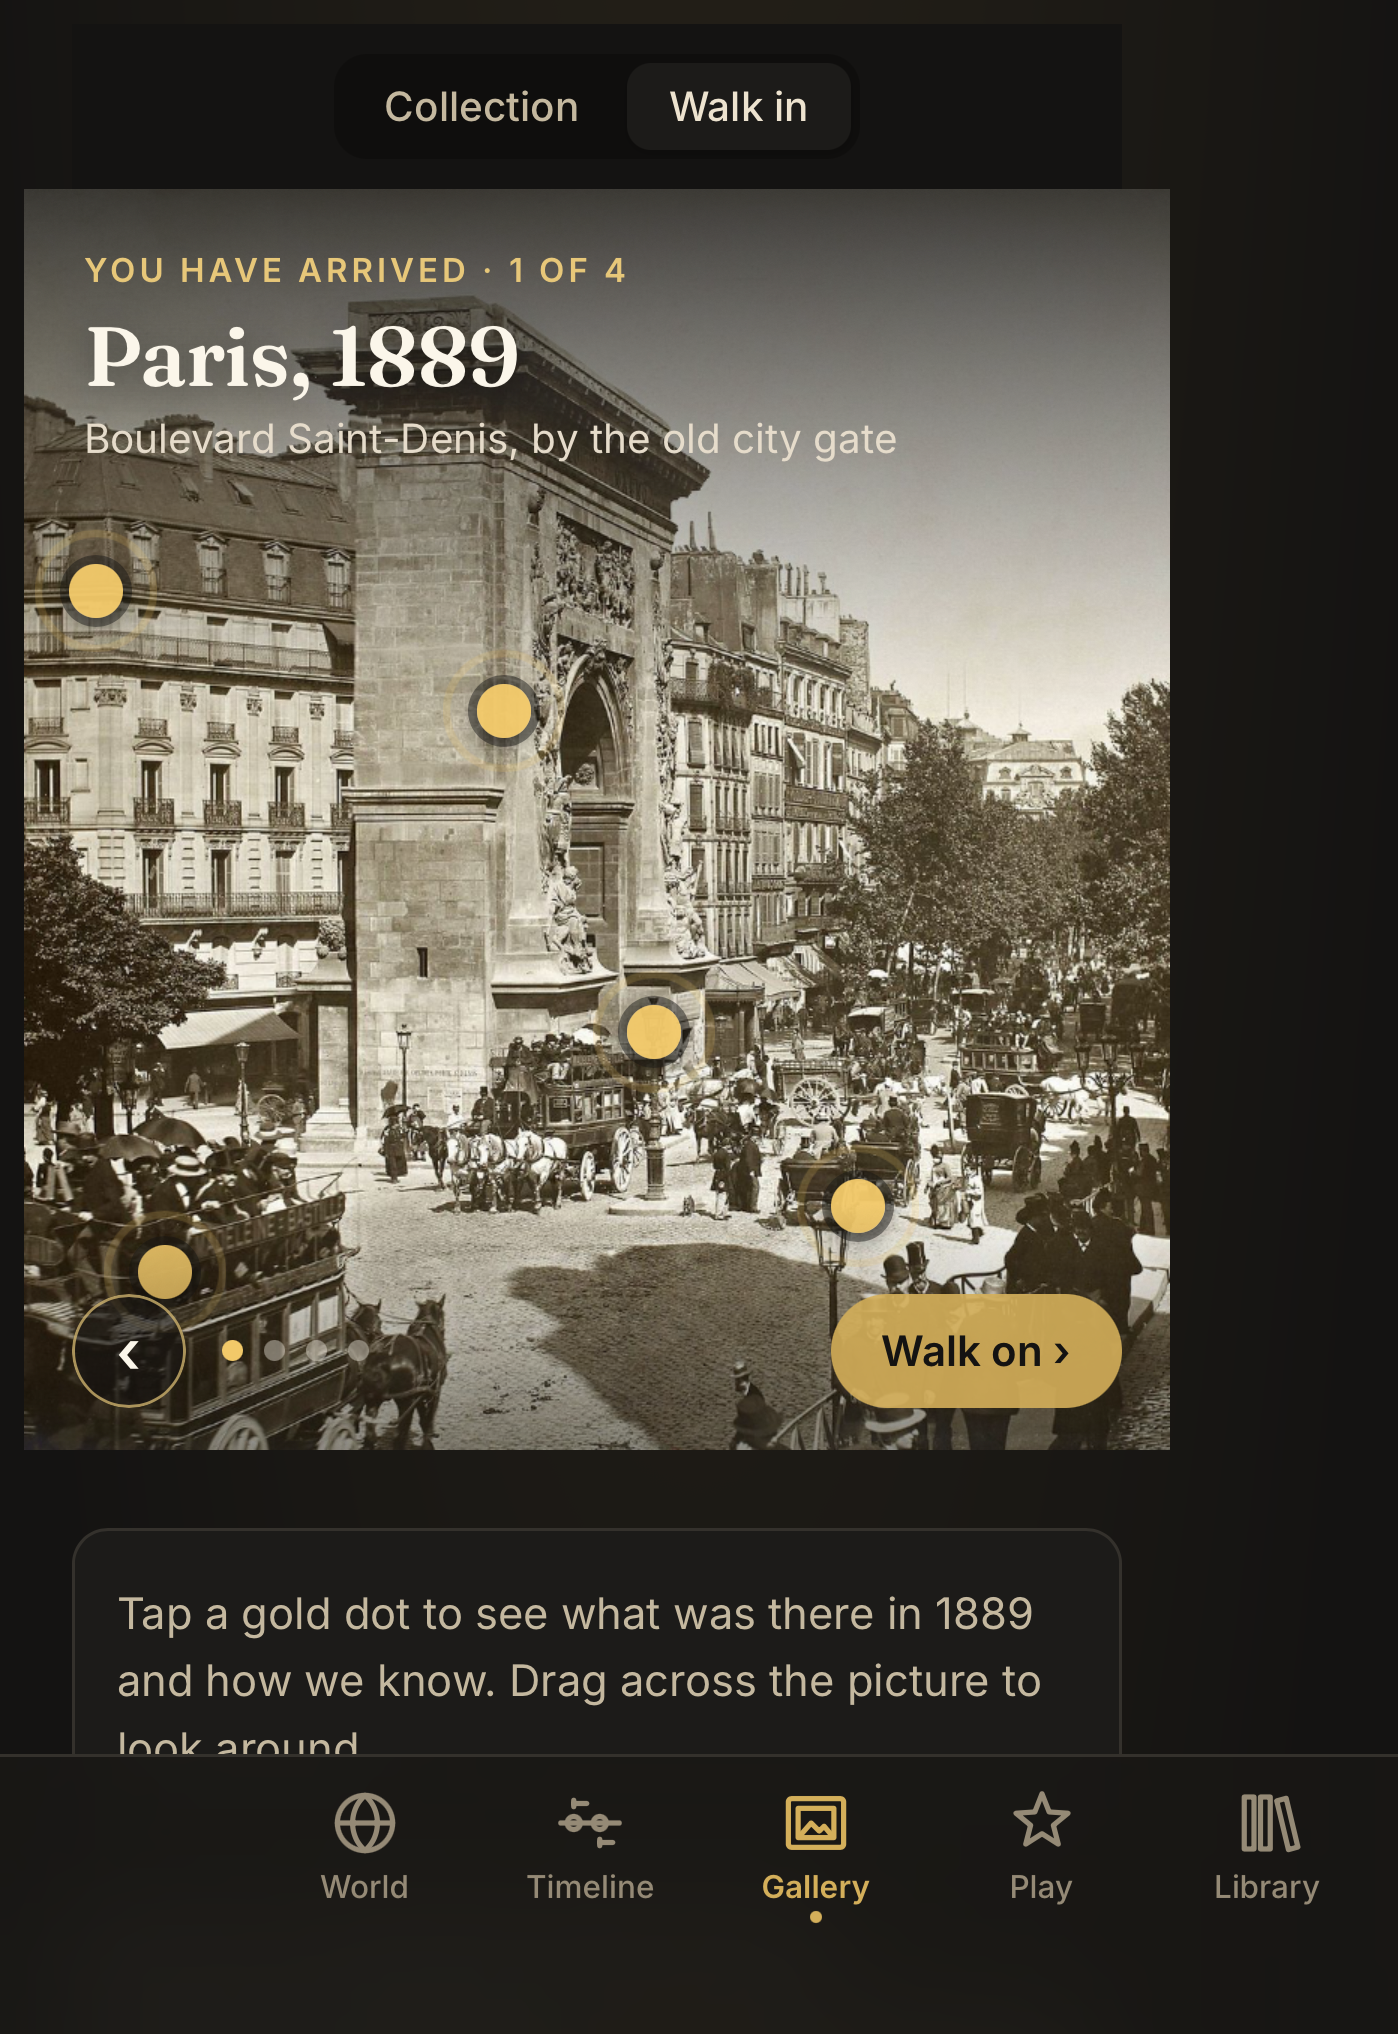 Collection
Walk in
YOU HAVE ARRIVED · 1 OF 4
Paris, 1889
Boulevard Saint-Denis, by the old city gate
Walk on ›
Tap a gold dot to see what was there in 1889
and how we know. Drag across the picture to
look around
World
Timeline
Gallery
Play
Library